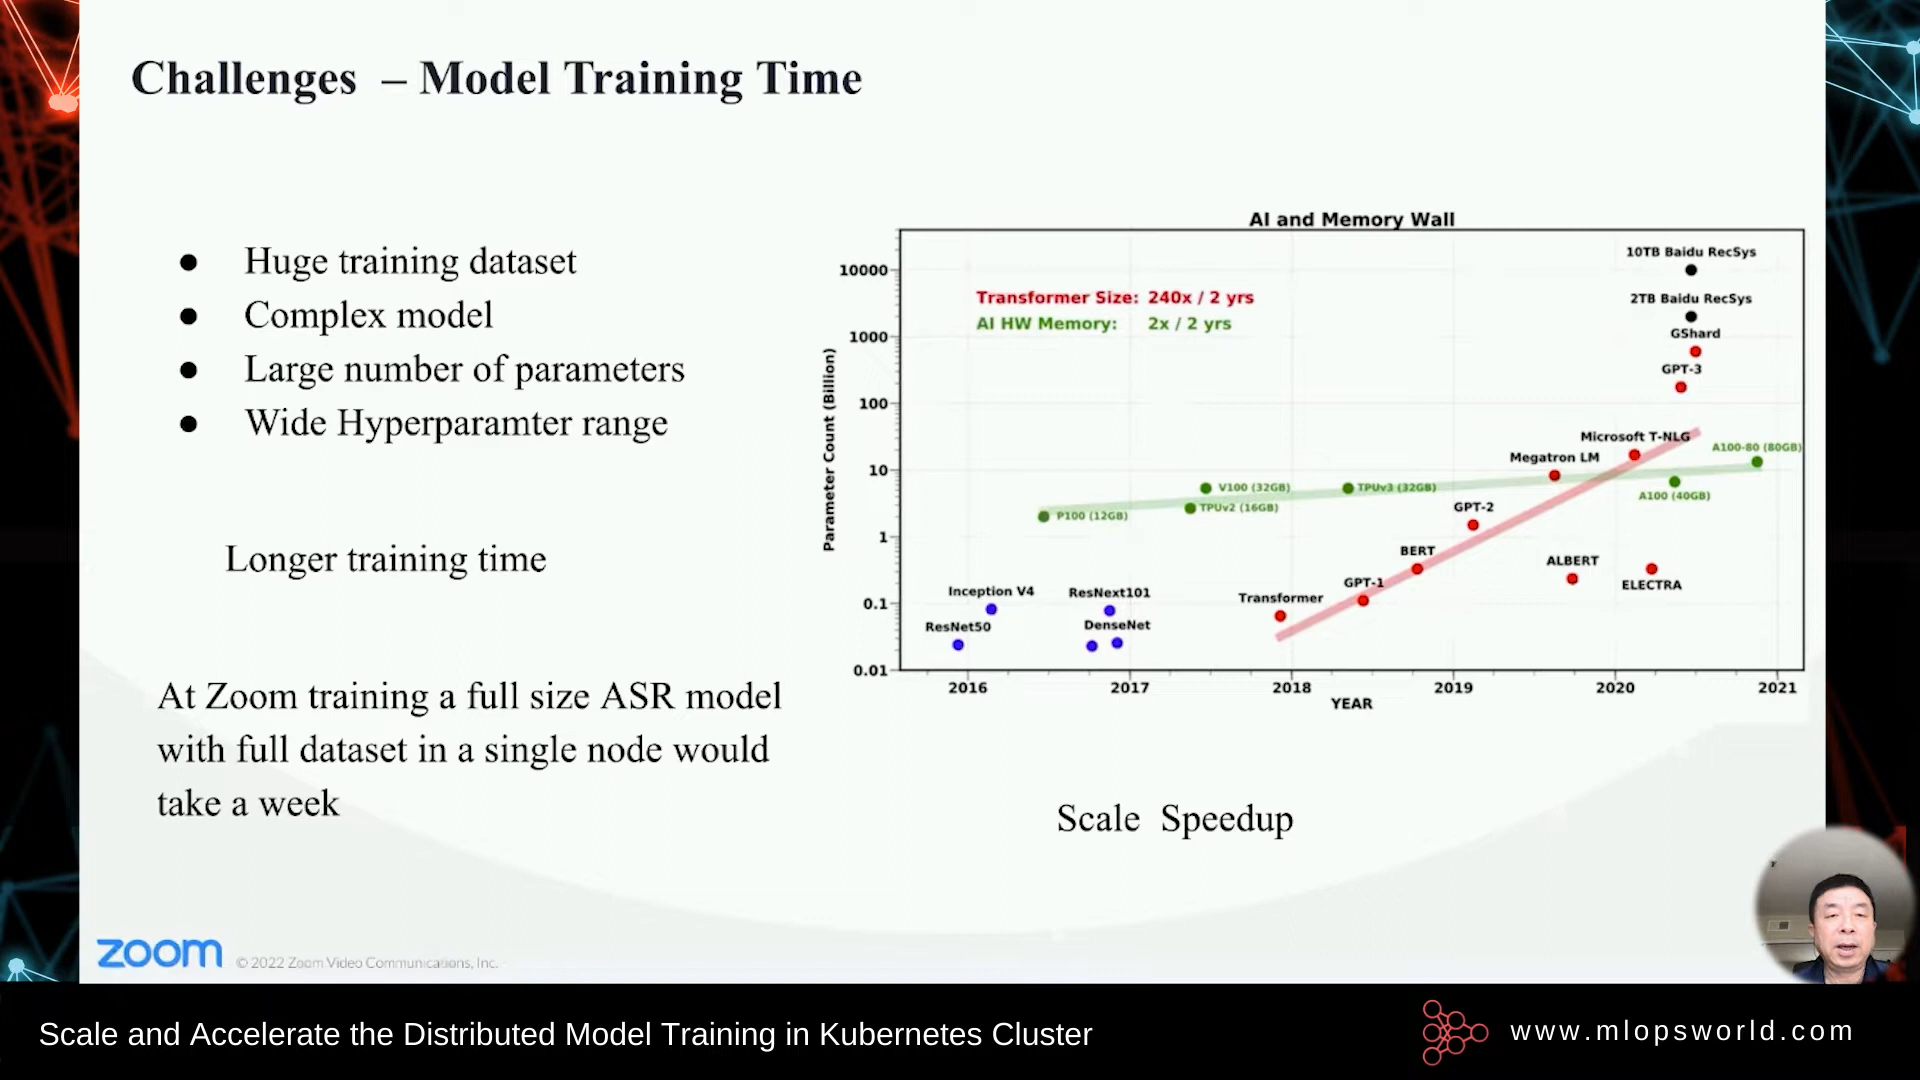 Challenges – Model Training Time
● Huge training dataset
● Complex model
● Large number of parameters
● Wide Hyperparamter range
Longer training time
At Zoom training a full size ASR model
with full dataset in a single node would
take a week
AI and Memory Wall
Parameter Count (Billion)
10000
1000
100
10
1
0.1
0.01
Transformer Size: 240x / 2 yrs
AI HW Memory: 2x / 2 yrs
10TB Baidu RecSys
2TB Baidu RecSys
GShard
GPT-3
Microsoft T-NLG
A100-80 (80GB)
Megatron LM
V100 (32GB)
TPUv3 (32GB)
A100 (40GB)
TPUv2 (16GB)
GPT-2
P100 (12GB)
BERT
ALBERT
GPT-1
ELECTRA
Inception V4
ResNext101
Transformer
ResNet50
DenseNet
2016 2017 2018 2019 2020 2021
YEAR
Scale Speedup
zoom © 2022 Zoom Video Communications, Inc.
Scale and Accelerate the Distributed Model Training in Kubernetes Cluster
www.mlopsworld.com